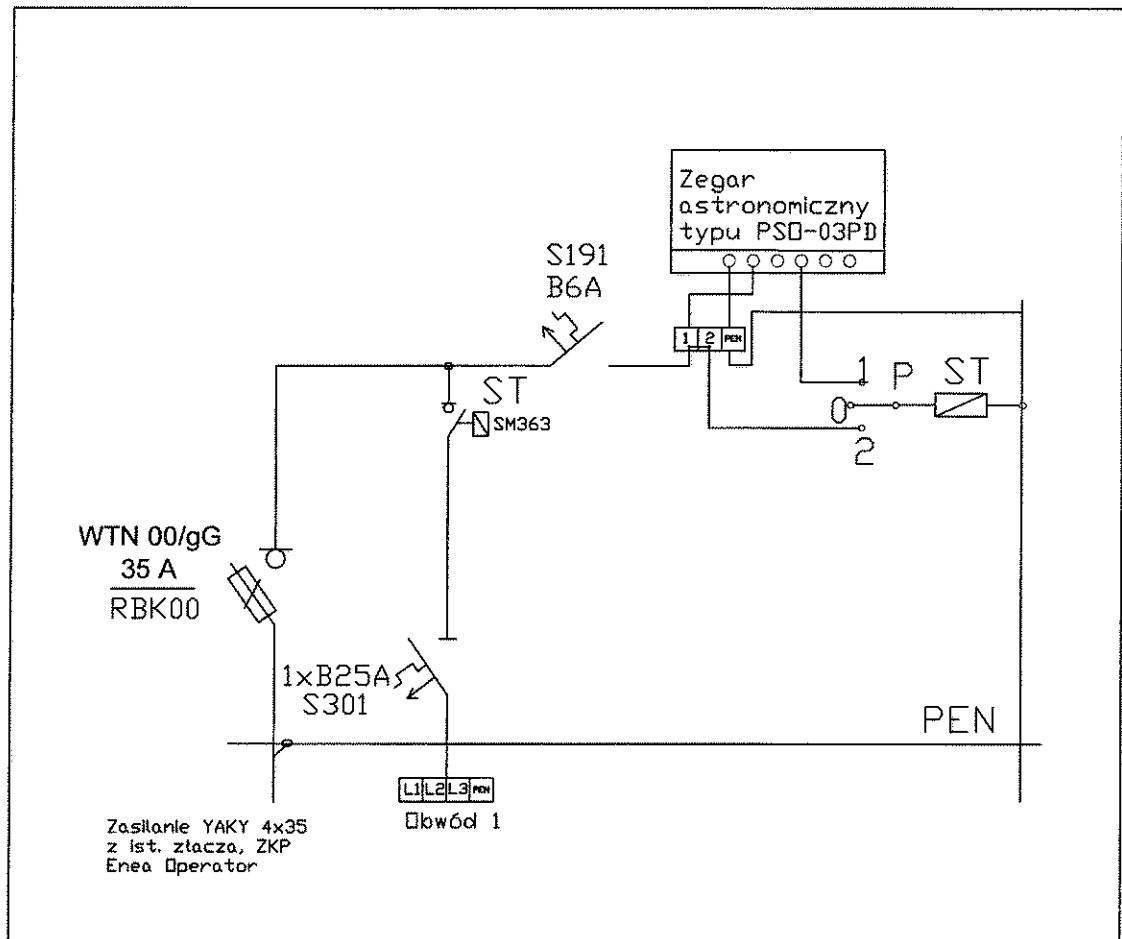 Zegar
astronomiczny
typu PSO-03PD
S191
B6A
1 2 PEN
1 P ST
0
2
ST
SM363
WTN 00/gG
35 A
RBK00
1xB25A
S301
PEN
L1 L2 L3 PEN
Obwód 1
Zasilanie YAKY 4x35
z ist. złącza, ZKP
Enea Operator